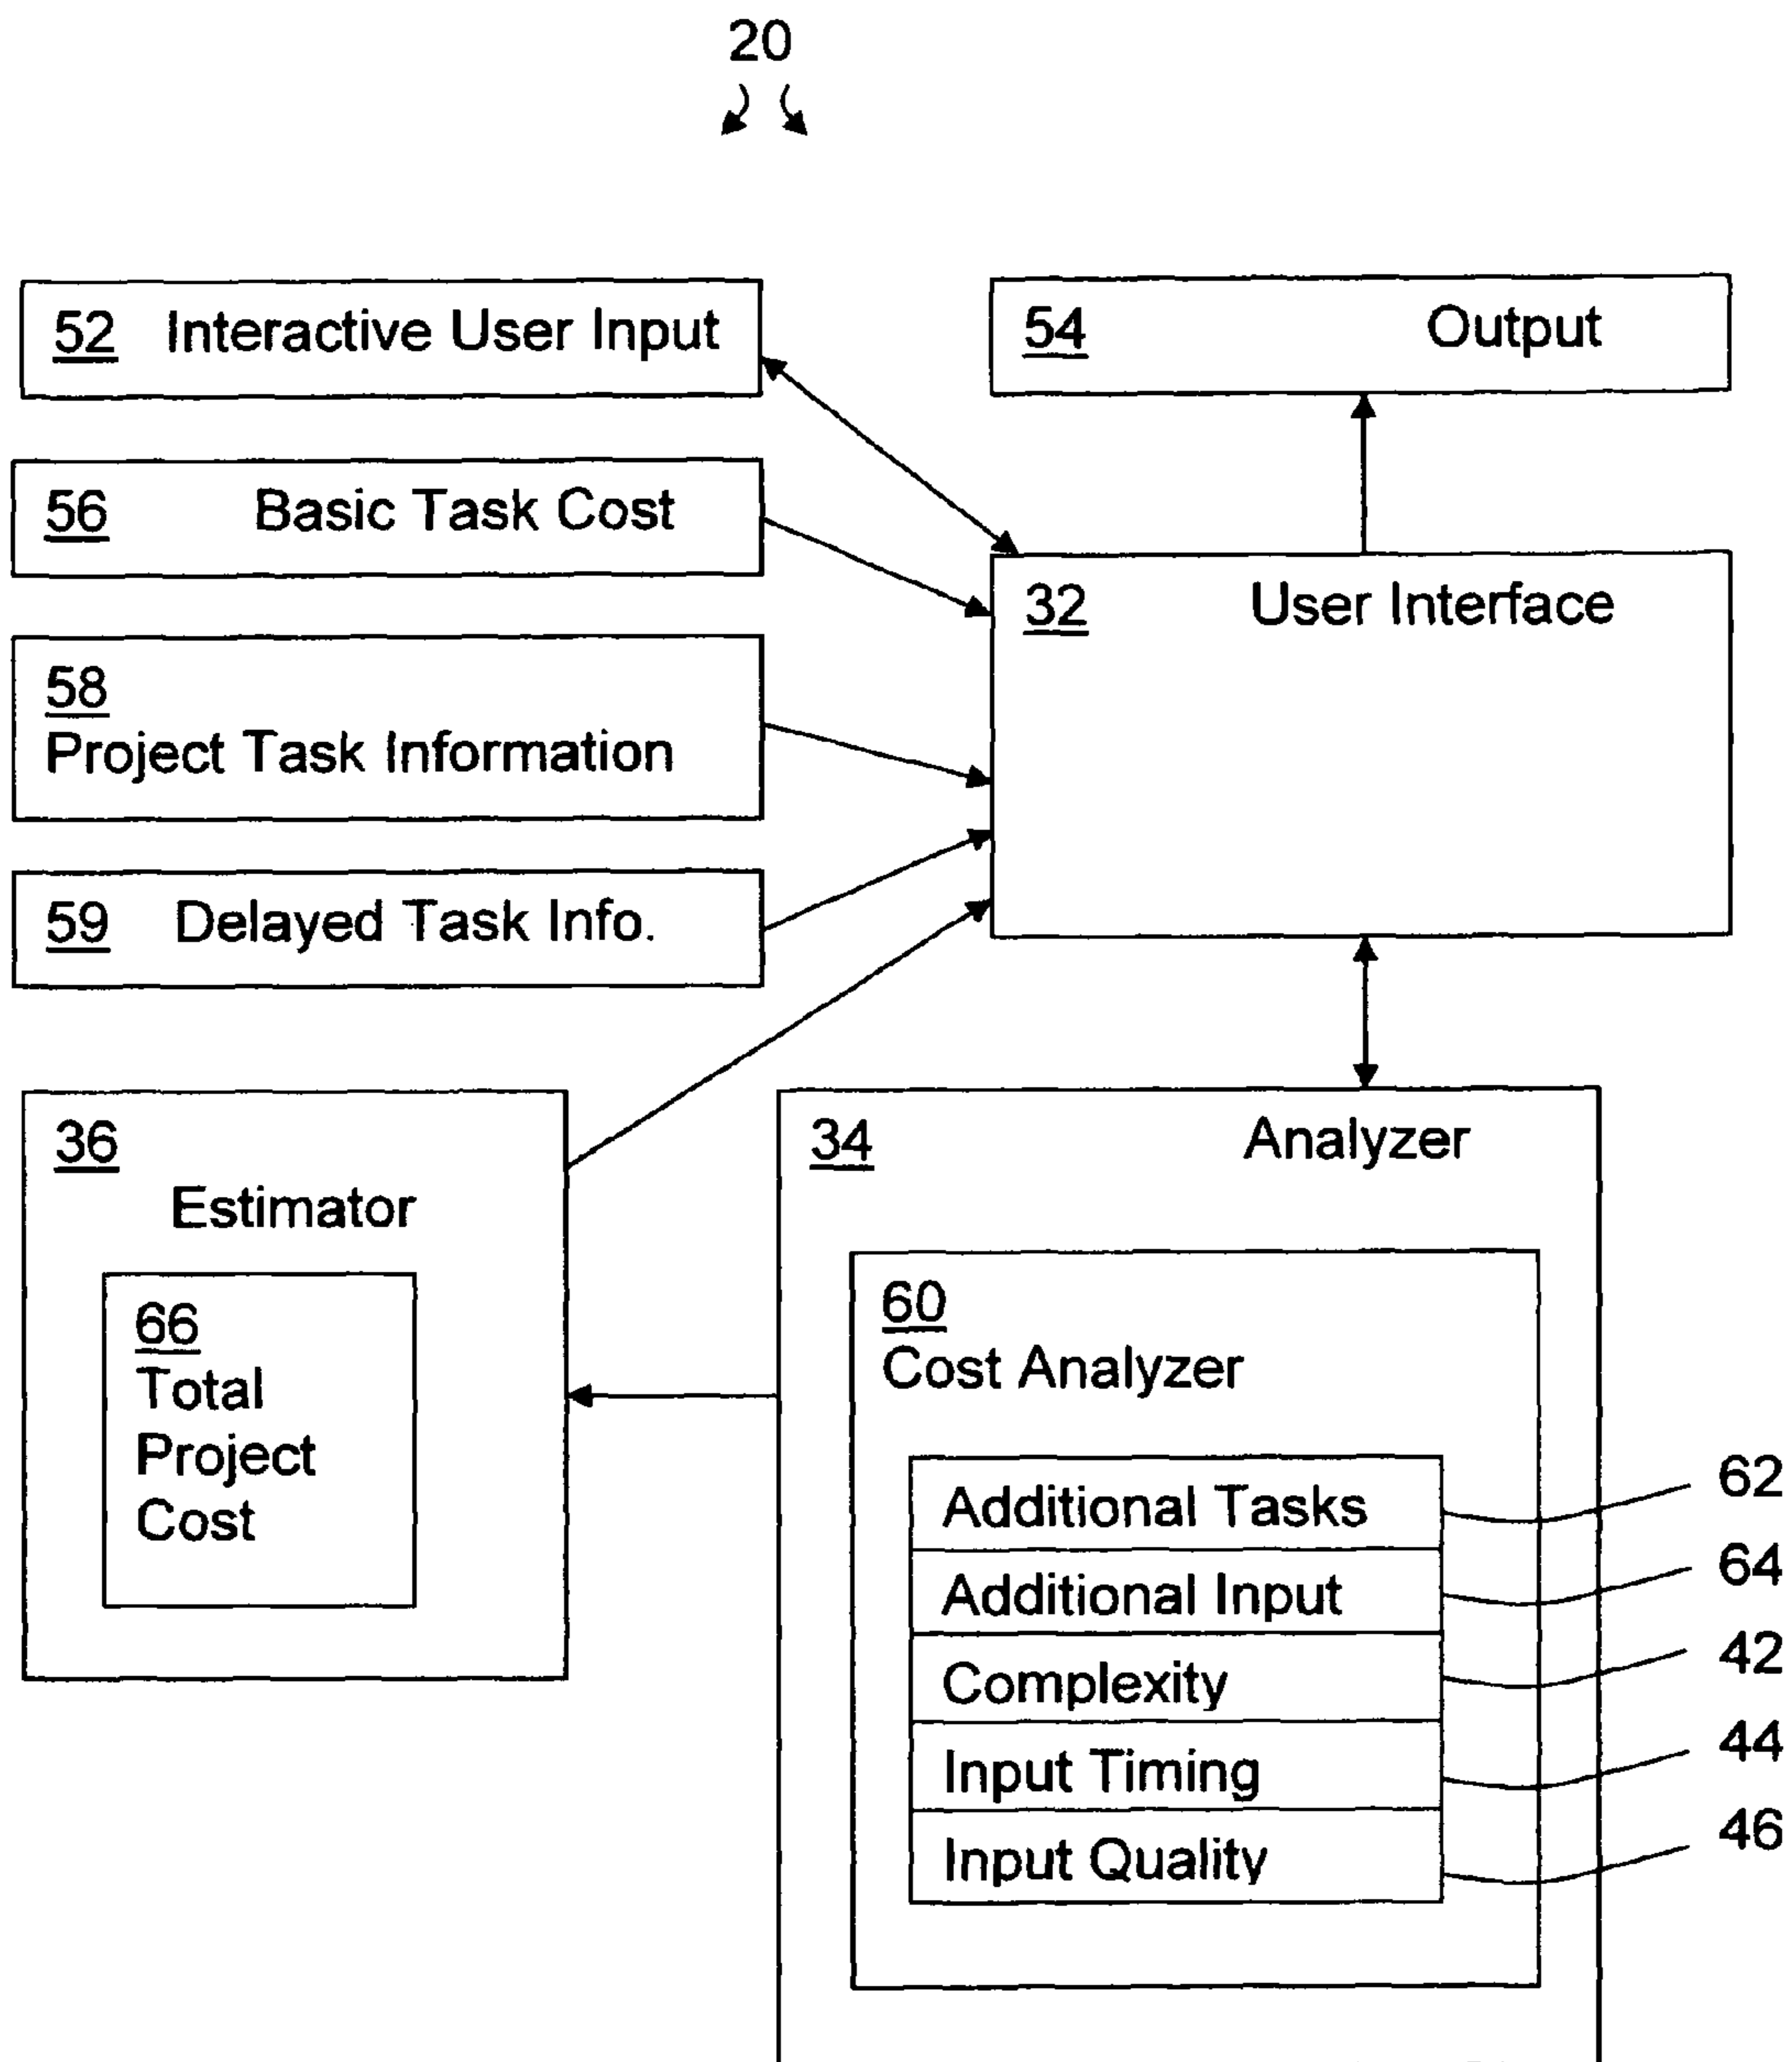 20
52 Interactive User Input
54 Output
56 Basic Task Cost
32 User Interface
58
Project Task Information
59 Delayed Task Info.
36
Estimator
66
Total
Project
Cost
34 Analyzer
60
Cost Analyzer
Additional Tasks 62
Additional Input 64
Complexity 42
Input Timing 44
Input Quality 46